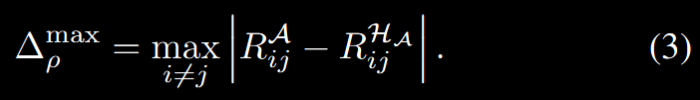 Δ_ρ^max = max_{i≠j} |R_{ij}^𝒜 − R_{ij}^{ℋ_𝒜}|. (3)